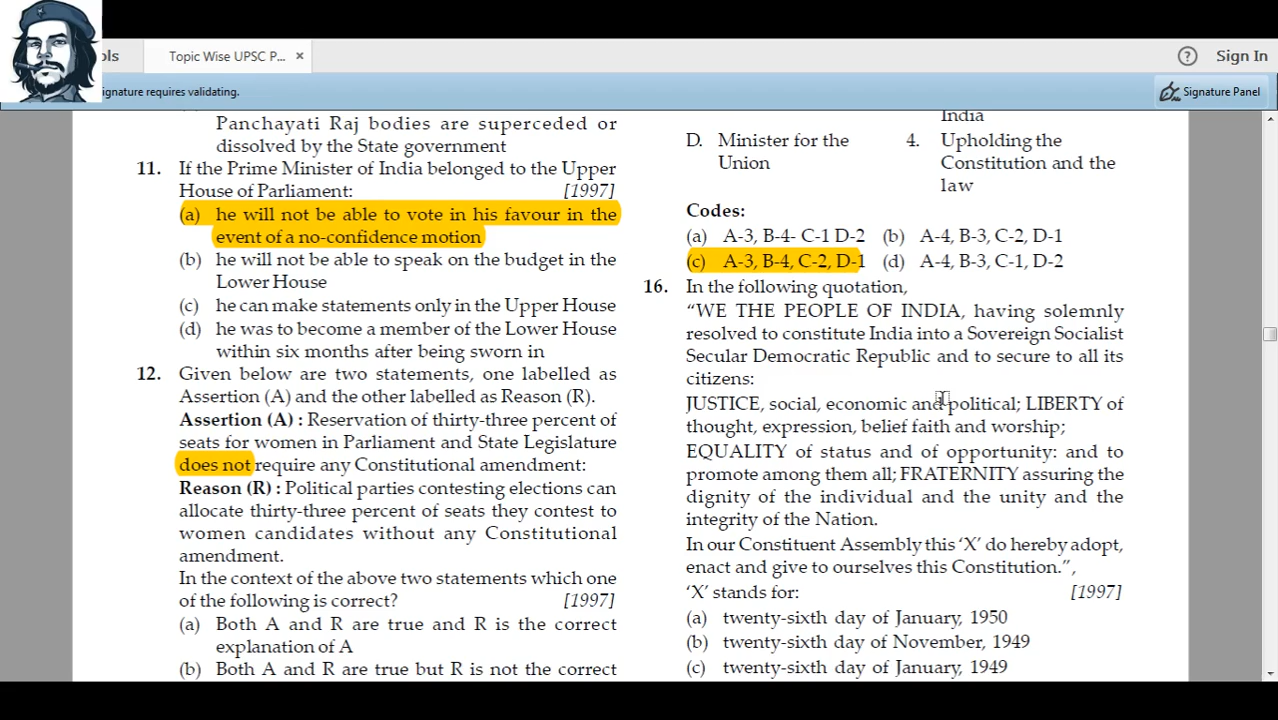 ols
Topic Wise UPSC P... ×
? Sign In
ignature requires validating.
Signature Panel
Panchayati Raj bodies are superceded or
dissolved by the State government
11. If the Prime Minister of India belonged to the Upper
House of Parliament: [1997]
(a) he will not be able to vote in his favour in the
event of a no-confidence motion
(b) he will not be able to speak on the budget in the
Lower House
(c) he can make statements only in the Upper House
(d) he was to become a member of the Lower House
within six months after being sworn in
12. Given below are two statements, one labelled as
Assertion (A) and the other labelled as Reason (R).
Assertion (A) : Reservation of thirty-three percent of
seats for women in Parliament and State Legislature
does not require any Constitutional amendment:
Reason (R) : Political parties contesting elections can
allocate thirty-three percent of seats they contest to
women candidates without any Constitutional
amendment.
In the context of the above two statements which one
of the following is correct? [1997]
(a) Both A and R are true and R is the correct
explanation of A
(b) Both A and R are true but R is not the correct
India
D. Minister for the 4. Upholding the
Union Constitution and the
law
Codes:
(a) A-3, B-4- C-1 D-2 (b) A-4, B-3, C-2, D-1
(c) A-3, B-4, C-2, D-1 (d) A-4, B-3, C-1, D-2
16. In the following quotation,
“WE THE PEOPLE OF INDIA, having solemnly
resolved to constitute India into a Sovereign Socialist
Secular Democratic Republic and to secure to all its
citizens:
JUSTICE, social, economic and political; LIBERTY of
thought, expression, belief faith and worship;
EQUALITY of status and of opportunity: and to
promote among them all; FRATERNITY assuring the
dignity of the individual and the unity and the
integrity of the Nation.
In our Constituent Assembly this ‘X’ do hereby adopt,
enact and give to ourselves this Constitution.”,
‘X’ stands for: [1997]
(a) twenty-sixth day of January, 1950
(b) twenty-sixth day of November, 1949
(c) twenty-sixth day of January, 1949